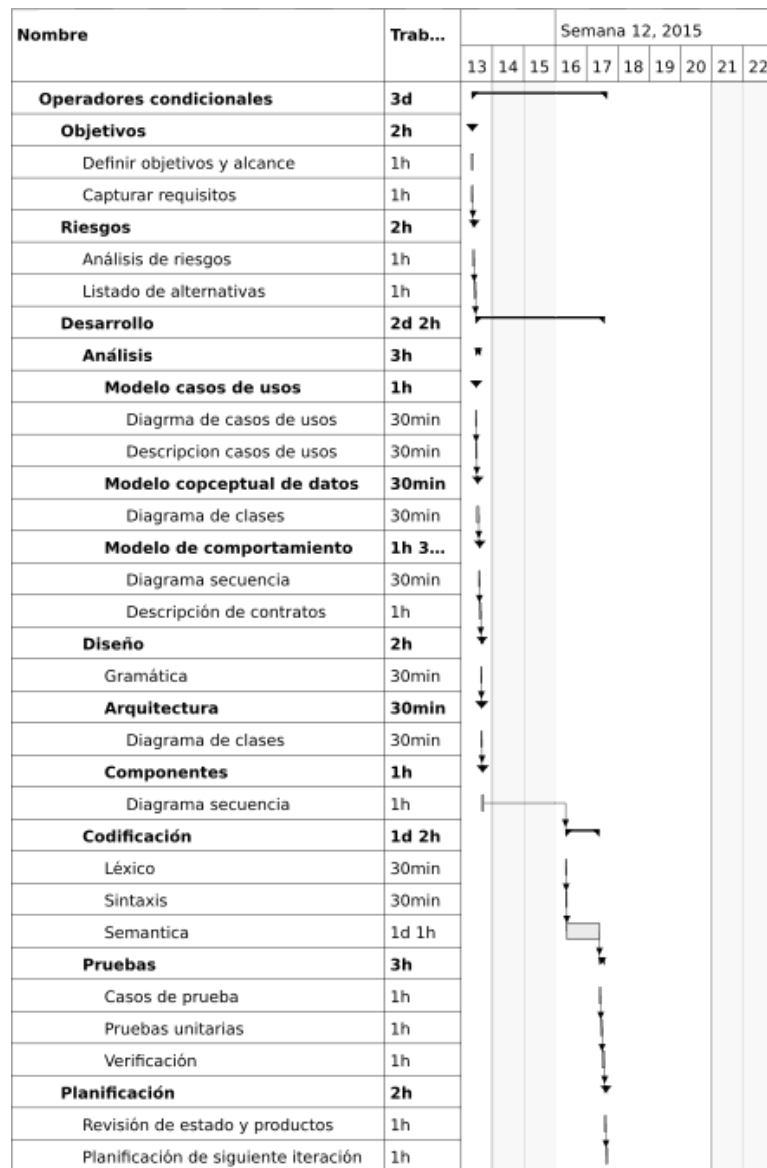 Nombre Trab... Semana 12, 2015
13 14 15 16 17 18 19 20 21 22
Operadores condicionales 3d
Objetivos 2h
Definir objetivos y alcance 1h
Capturar requisitos 1h
Riesgos 2h
Análisis de riesgos 1h
Listado de alternativas 1h
Desarrollo 2d 2h
Análisis 3h
Modelo casos de usos 1h
Diagrma de casos de usos 30min
Descripcion casos de usos 30min
Modelo copceptual de datos 30min
Diagrama de clases 30min
Modelo de comportamiento 1h 3...
Diagrama secuencia 30min
Descripción de contratos 1h
Diseño 2h
Gramática 30min
Arquitectura 30min
Diagrama de clases 30min
Componentes 1h
Diagrama secuencia 1h
Codificación 1d 2h
Léxico 30min
Sintaxis 30min
Semantica 1d 1h
Pruebas 3h
Casos de prueba 1h
Pruebas unitarias 1h
Verificación 1h
Planificación 2h
Revisión de estado y productos 1h
Planificación de siguiente iteración 1h